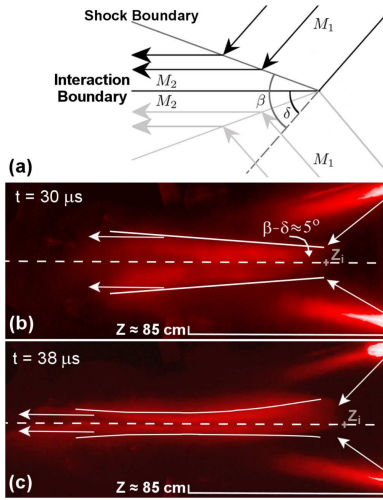 Shock Boundary
M₁
Interaction
Boundary
M₂
M₂
β
δ
M₁
(a)
t = 30 μs
β-δ≈5°
Zᵢ
(b)
Z ≈ 85 cm
t = 38 μs
Zᵢ
(c)
Z ≈ 85 cm